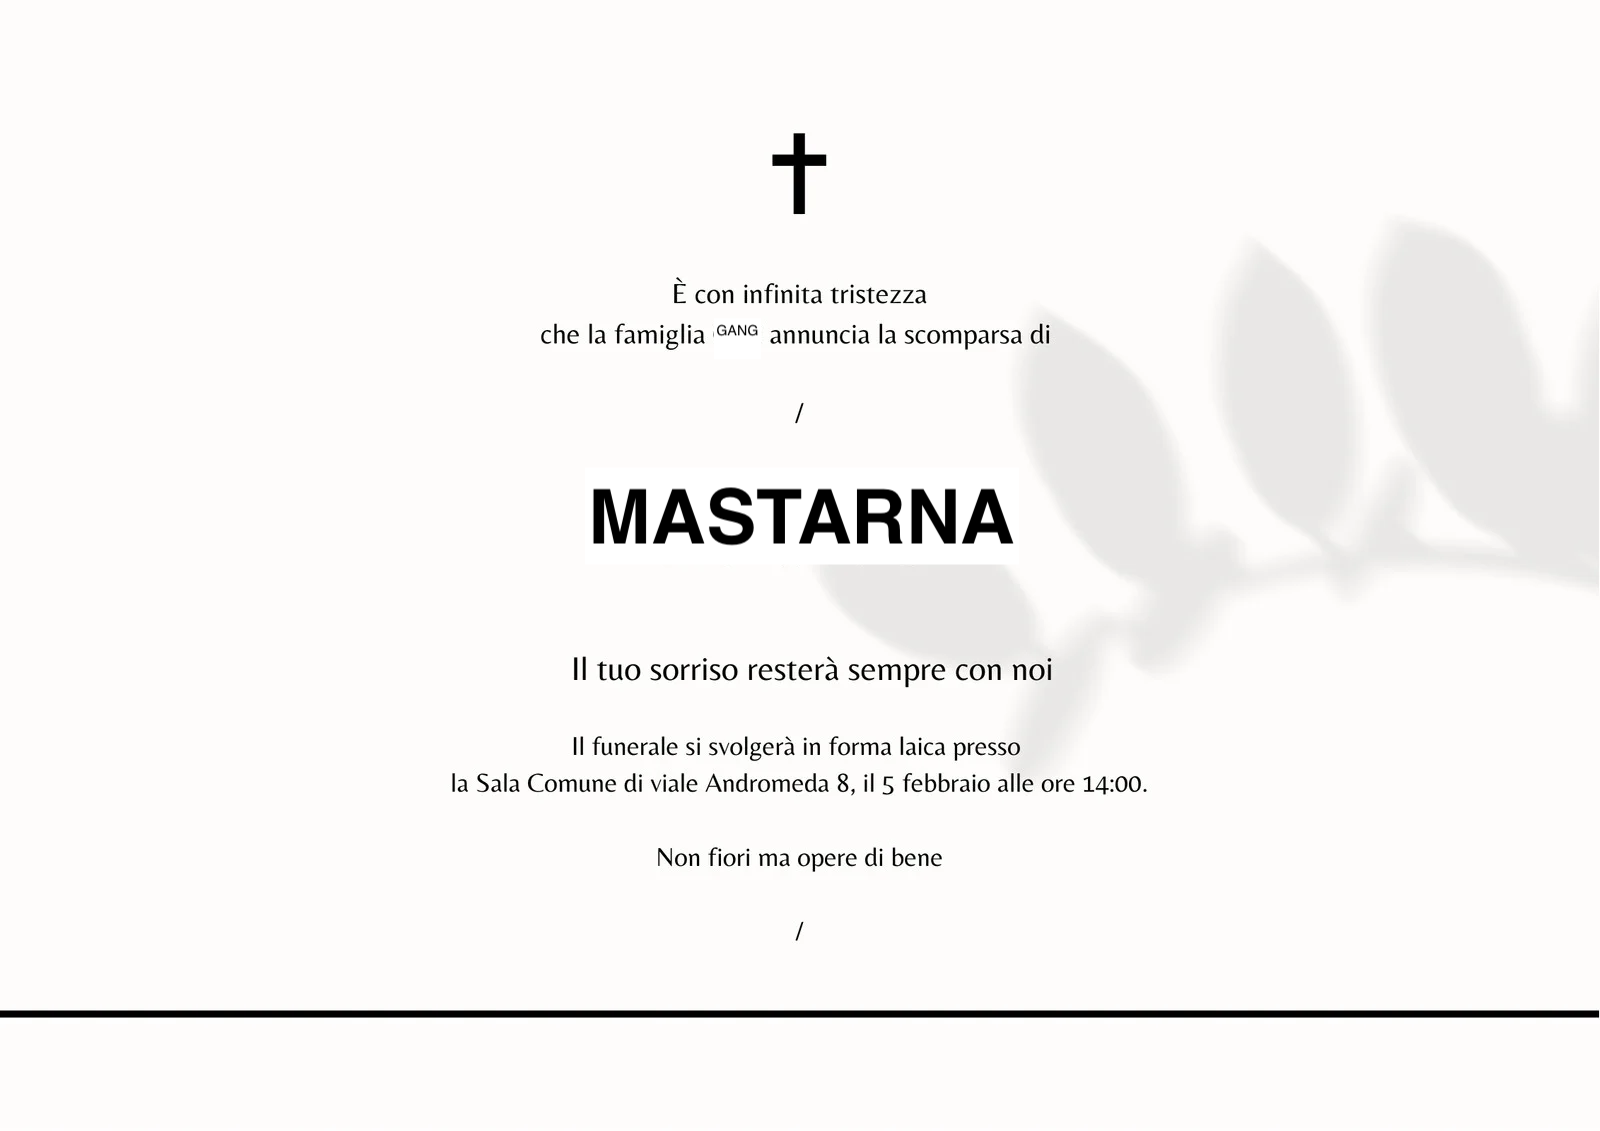 È con infinita tristezza
che la famiglia GANG annuncia la scomparsa di
/
MASTARNA
Il tuo sorriso resterà sempre con noi
Il funerale si svolgerà in forma laica presso
la Sala Comune di viale Andromeda 8, il 5 febbraio alle ore 14:00.
Non fiori ma opere di bene
/